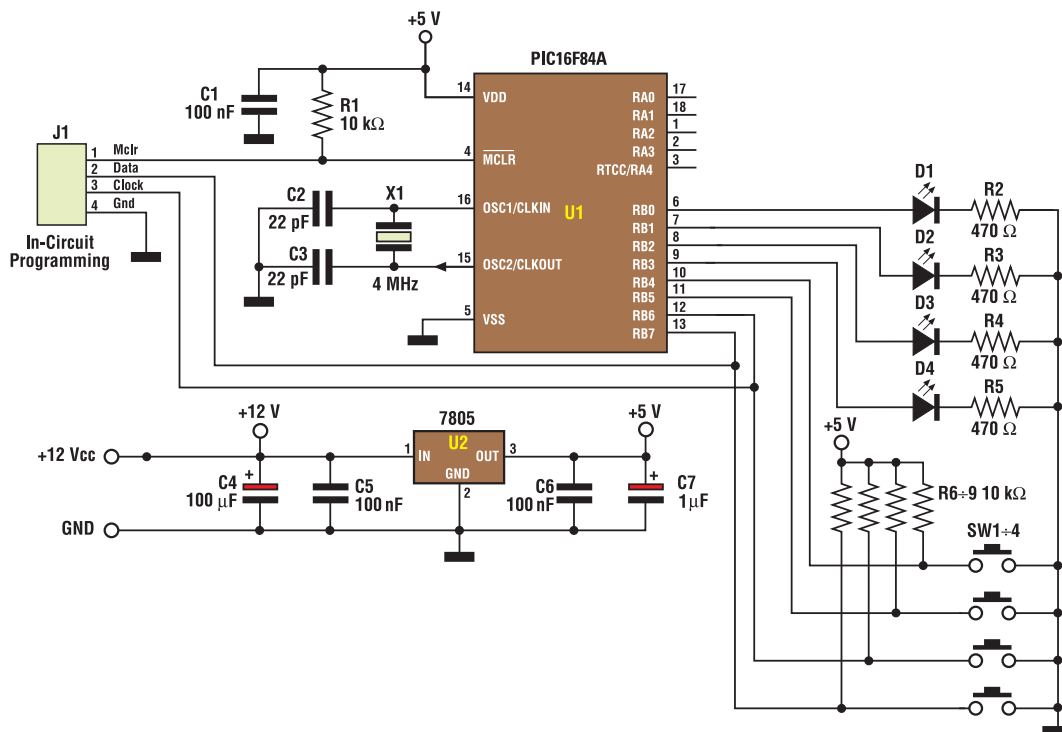 +5 V
PIC16F84A
C1
100 nF
R1
10 kΩ
14
VDD
RA0
17
RA1
18
RA2
1
RA3
2
RTCC/RA4
3
J1
1
Mclr
2
Data
3
Clock
4
Gnd
In-Circuit
Programming
4
MCLR
C2
22 pF
X1
16
OSC1/CLKIN
U1
C3
22 pF
4 MHz
15
OSC2/CLKOUT
5
VSS
RB0
6
RB1
7
RB2
8
RB3
9
RB4
10
RB5
11
RB6
12
RB7
13
D1
R2
470 Ω
D2
R3
470 Ω
D3
R4
470 Ω
D4
R5
470 Ω
+12 V
7805
+5 V
+12 Vcc
1
IN
U2
OUT
3
GND
2
C4
100 µF
+
C5
100 nF
C6
100 nF
+
C7
1µF
GND
+5 V
R6÷9 10 kΩ
SW1÷4